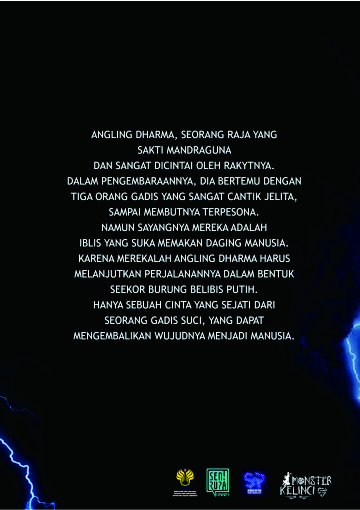 ANGLING DHARMA, SEORANG RAJA YANG
SAKTI MANDRAGUNA
DAN SANGAT DICINTAI OLEH RAKYTNYA.
DALAM PENGEMBARAANNYA, DIA BERTEMU DENGAN
TIGA ORANG GADIS YANG SANGAT CANTIK JELITA,
SAMPAI MEMBUTNYA TERPESONA.
NAMUN SAYANGNYA MEREKA ADALAH
IBLIS YANG SUKA MEMAKAN DAGING MANUSIA.
KARENA MEREKALAH ANGLING DHARMA HARUS
MELANJUTKAN PERJALANANNYA DALAM BENTUK
SEEKOR BURUNG BELIBIS PUTIH.
HANYA SEBUAH CINTA YANG SEJATI DARI
SEORANG GADIS SUCI, YANG DAPAT
MENGEMBALIKAN WUJUDNYA MENJADI MANUSIA.
SENI
RUPA
MONSTER
KELINCI